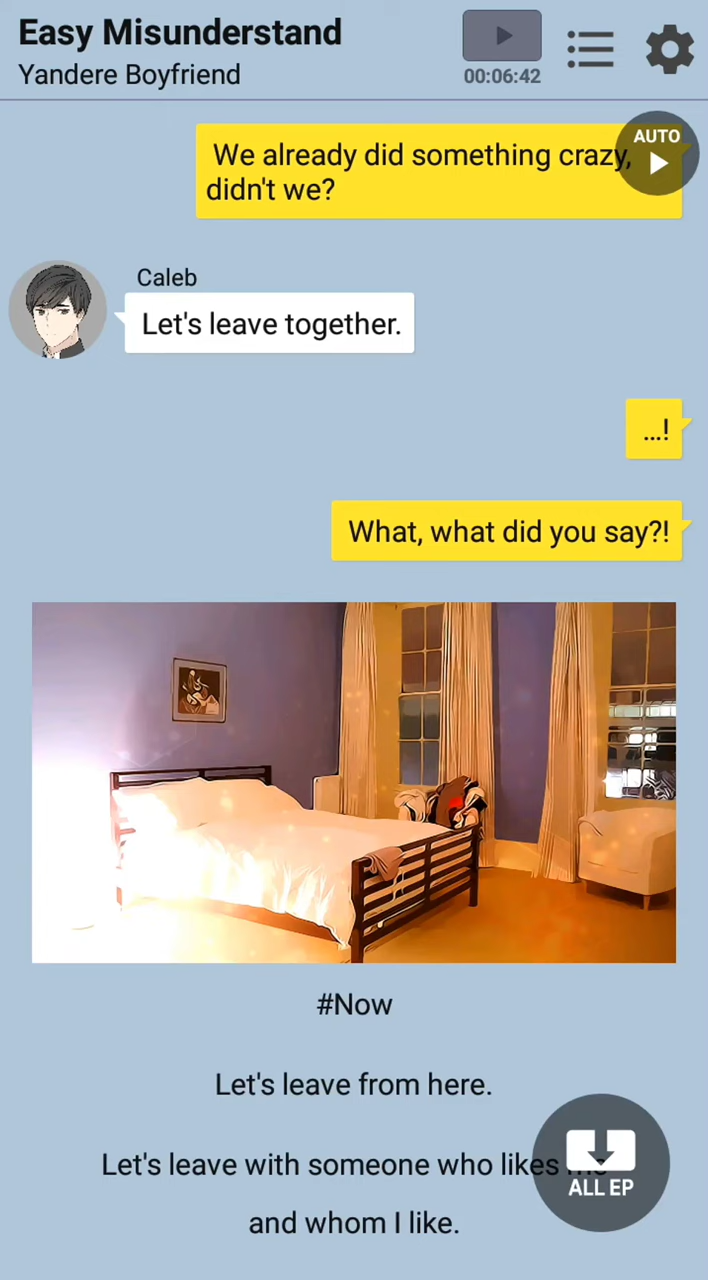 Easy Misunderstand
Yandere Boyfriend
00:06:42
AUTO
We already did something crazy,
didn't we?
Caleb
Let's leave together.
...!
What, what did you say?!
#Now
Let's leave from here.
Let's leave with someone who likes me
ALL EP
and whom I like.